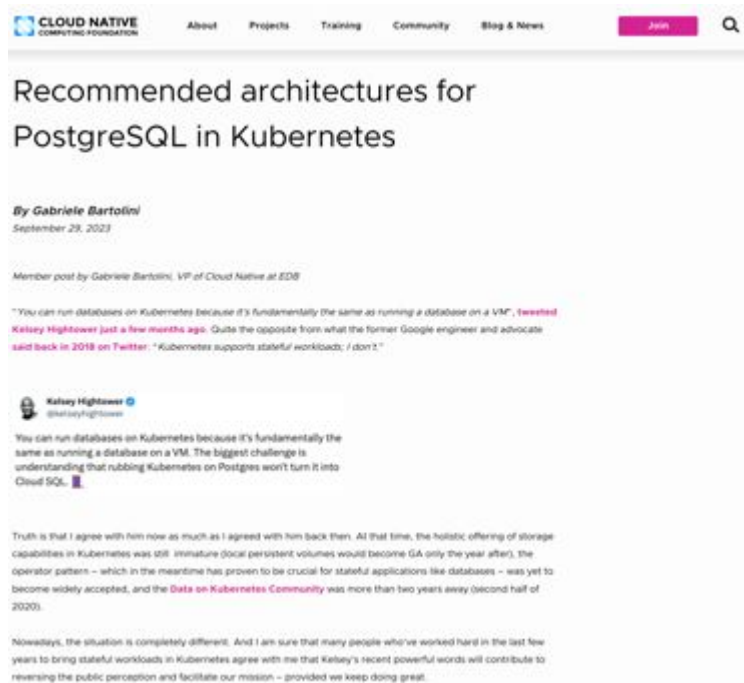 CLOUD NATIVE
COMPUTING FOUNDATION
About
Projects
Training
Community
Blog & News
Join
Recommended architectures for
PostgreSQL in Kubernetes
By Gabriele Bartolini
September 29, 2023
Member post by Gabriele Bartolini, VP of Cloud Native at EDB
"You can run databases on Kubernetes because it's fundamentally the same as running a database on a VM", tweeted
Kelsey Hightower just a few months ago. Quite the opposite from what the former Google engineer and advocate
said back in 2018 on Twitter: "Kubernetes supports stateful workloads; I don't."
Kelsey Hightower
@kelseyhightower
You can run databases on Kubernetes because it's fundamentally the
same as running a database on a VM. The biggest challenge is
understanding that rubbing Kubernetes on Postgres won't turn it into
Cloud SQL.
Truth is that I agree with him now as much as I agreed with him back then. At that time, the holistic offering of storage
capabilities in Kubernetes was still immature (local persistent volumes would become GA only the year after), the
operator pattern – which in the meantime has proven to be crucial for stateful applications like databases – was yet to
become widely accepted, and the Data on Kubernetes Community was more than two years away (second half of
2020).
Nowadays, the situation is completely different. And I am sure that many people who've worked hard in the last few
years to bring stateful workloads in Kubernetes agree with me that Kelsey's recent powerful words will contribute to
reversing the public perception and facilitate our mission – provided we keep doing great.